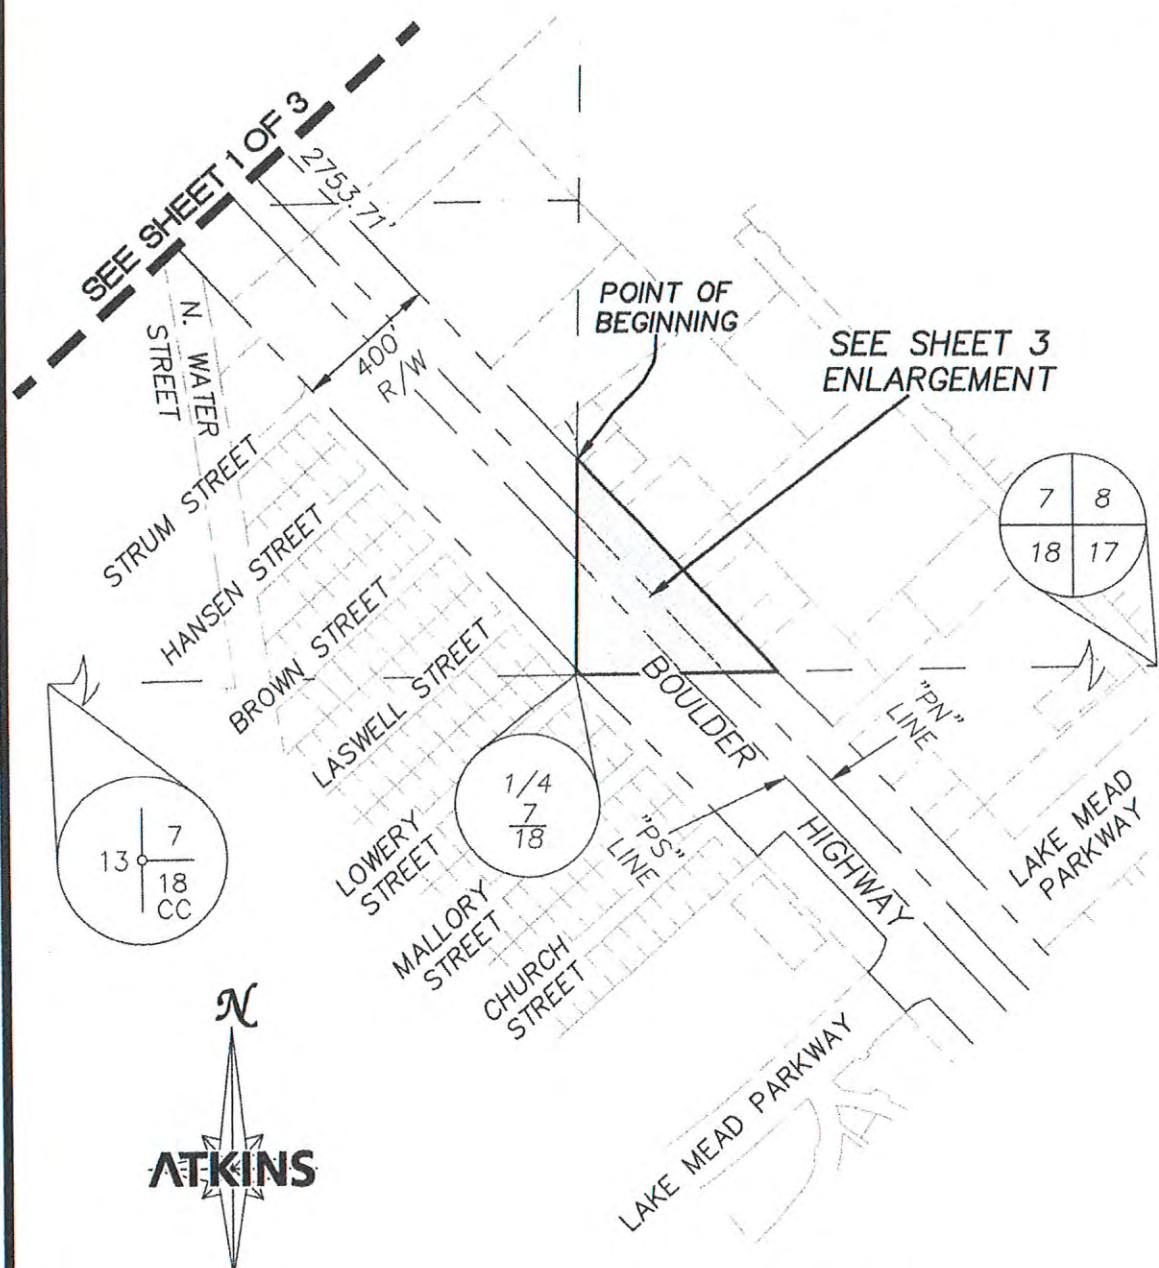 SEE SHEET 1 OF 3
2753.71'
N. WATER
STREET
400'
R/W
POINT OF
BEGINNING
SEE SHEET 3
ENLARGEMENT
7 8
18 17
STRUM STREET
HANSEN STREET
BROWN STREET
LASWELL STREET
LOWERY
STREET
MALLORY
STREET
CHURCH
STREET
1/4
7
18
13 7
18
CC
BOULDER
HIGHWAY
"PN"
LINE
"PS"
LINE
LAKE MEAD
PARKWAY
LAKE MEAD PARKWAY
N
ATKINS